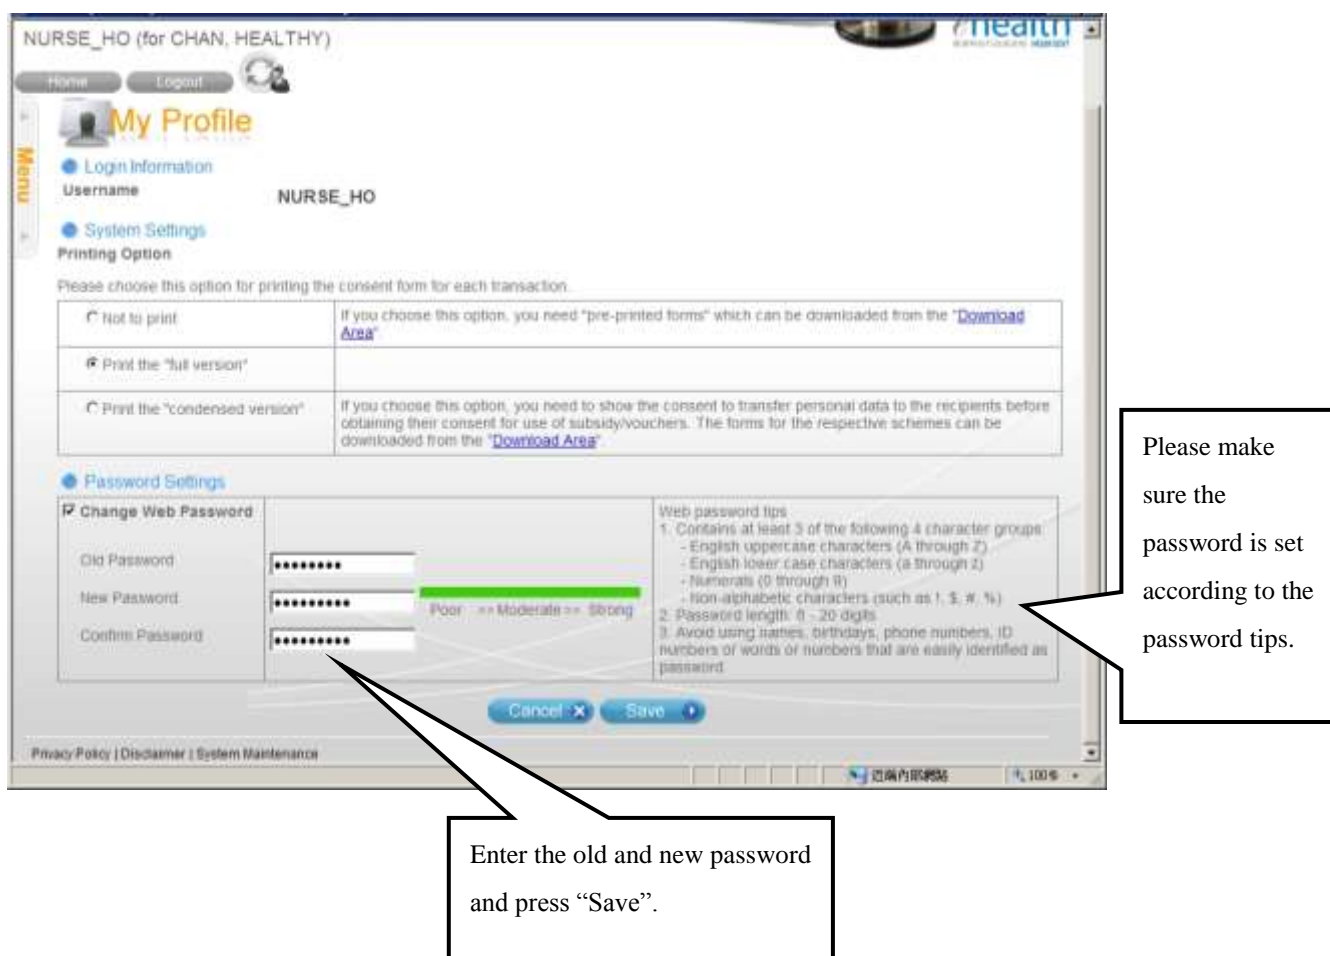 NURSE_HO (for CHAN, HEALTHY)
ehealth
Home Logout
My Profile
Menu
Login Information
Username NURSE_HO
System Settings
Printing Option
Please choose this option for printing the consent form for each transaction.
Not to print
If you choose this option, you need "pre-printed forms" which can be downloaded from the "Download
Area"
Print the "full version"
Print the "condensed version"
If you choose this option, you need to show the consent to transfer personal data to the recipients before
obtaining their consent for use of subsidy/vouchers. The forms for the respective schemes can be
downloaded from the "Download Area"
Password Settings
Change Web Password
Old Password
New Password
Confirm Password
Poor >> Moderate >> Strong
Web password tips
1. Contains at least 3 of the following 4 character groups
- English uppercase characters (A through Z)
- English lower case characters (a through z)
- Numerals (0 through 9)
- Non-alphabetic characters (such as !, $, #, %)
2. Password length: 8 - 20 digits
3. Avoid using names, birthdays, phone numbers, ID
numbers or words or numbers that are easily identified as
password
Cancel Save
Privacy Policy | Disclaimer | System Maintenance
近端內部網路 100%
Please make
sure the
password is set
according to the
password tips.
Enter the old and new password
and press “Save”.